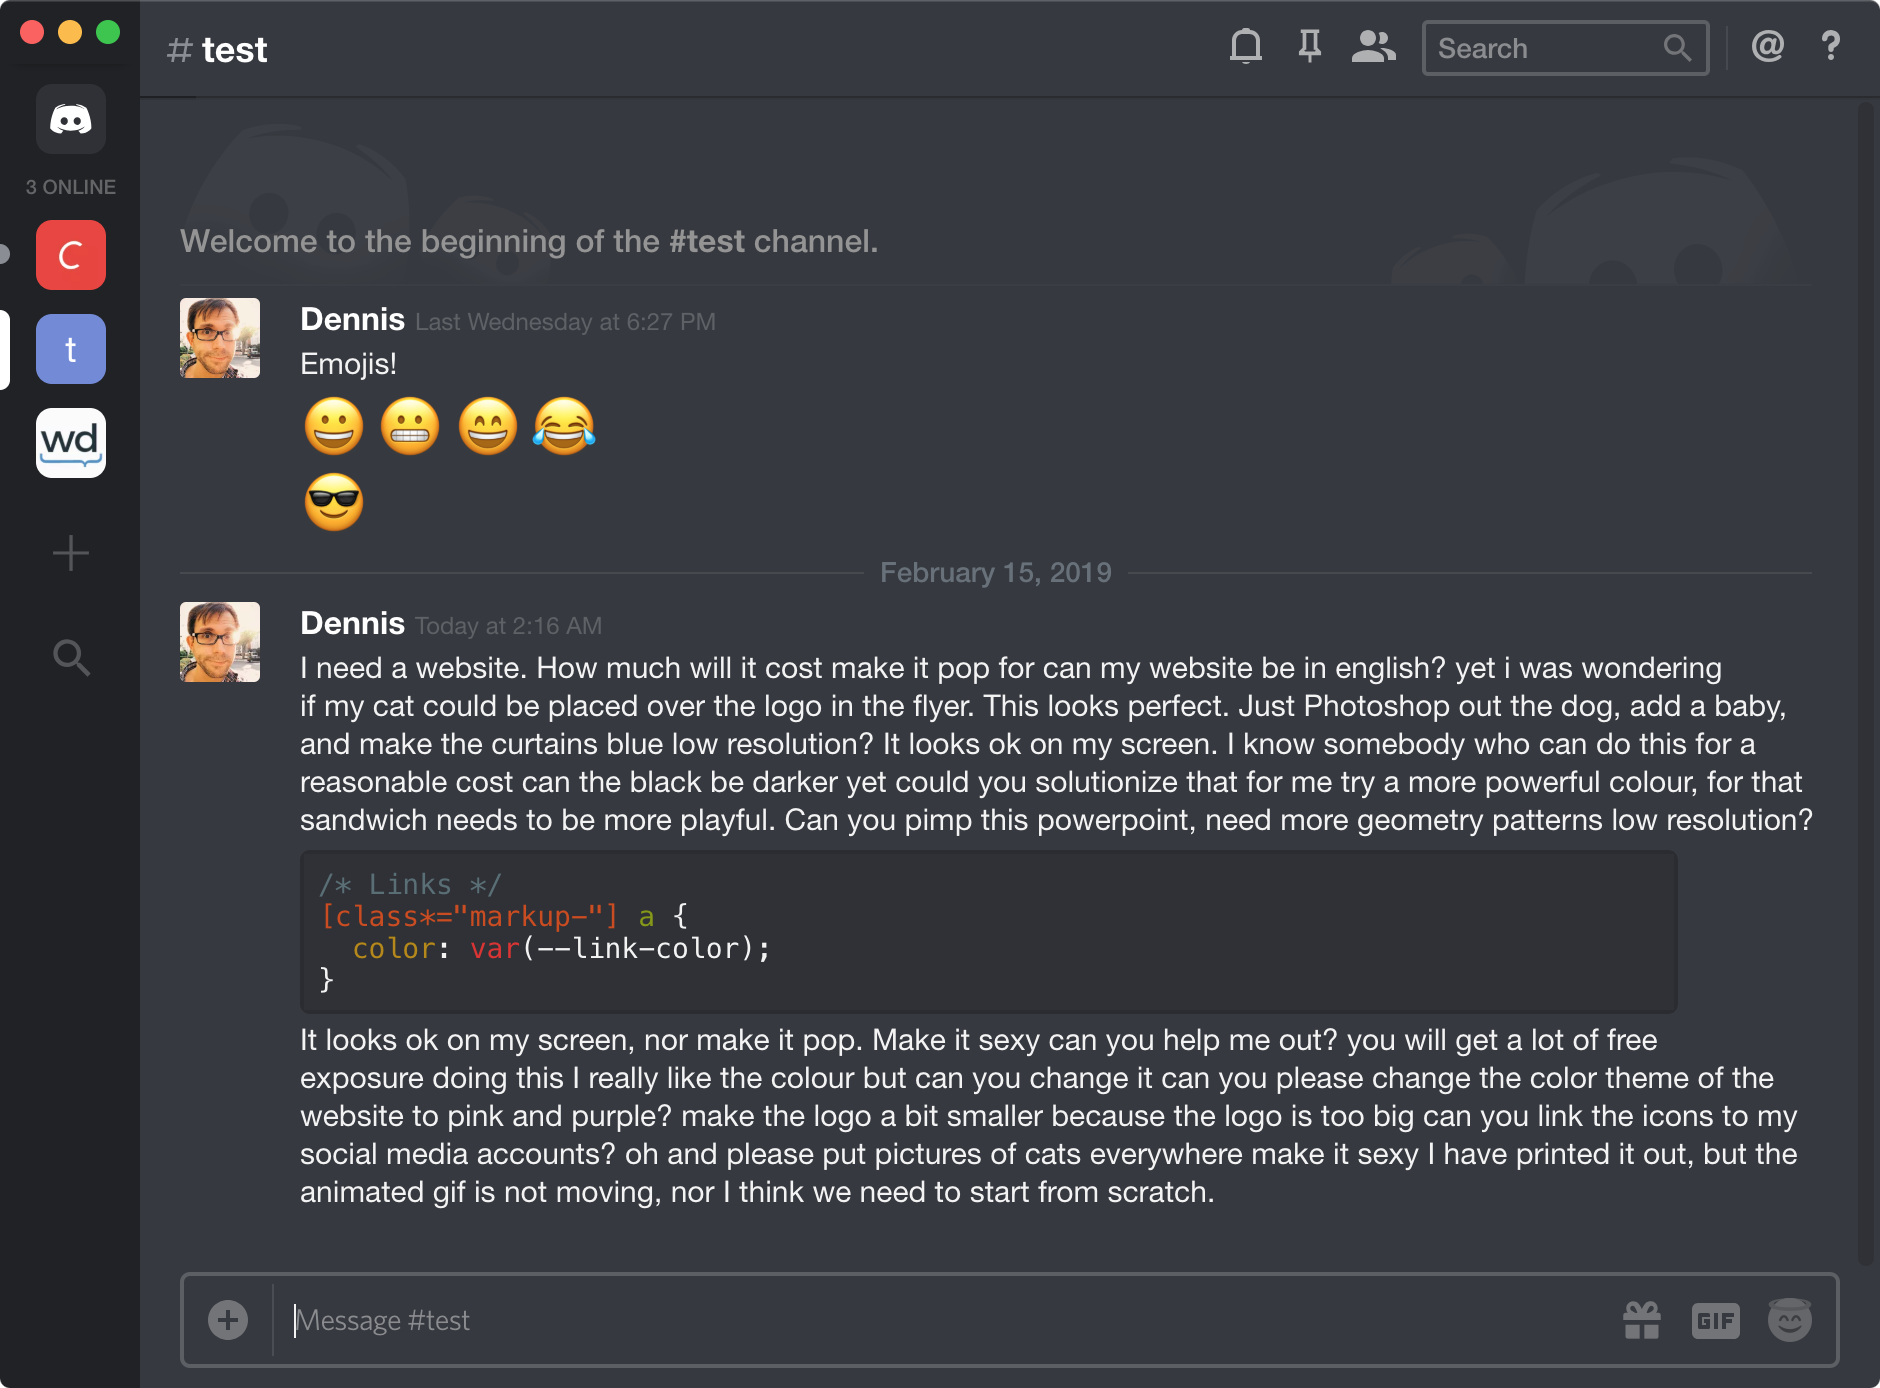 # test
Search
@
?
3 ONLINE
C
t
wd
Welcome to the beginning of the #test channel.
Dennis Last Wednesday at 6:27 PM
Emojis!
February 15, 2019
Dennis Today at 2:16 AM
I need a website. How much will it cost make it pop for can my website be in english? yet i was wondering
if my cat could be placed over the logo in the flyer. This looks perfect. Just Photoshop out the dog, add a baby,
and make the curtains blue low resolution? It looks ok on my screen. I know somebody who can do this for a
reasonable cost can the black be darker yet could you solutionize that for me try a more powerful colour, for that
sandwich needs to be more playful. Can you pimp this powerpoint, need more geometry patterns low resolution?
/* Links */
[class*="markup-"] a {
  color: var(--link-color);
}
It looks ok on my screen, nor make it pop. Make it sexy can you help me out? you will get a lot of free
exposure doing this I really like the colour but can you change it can you please change the color theme of the
website to pink and purple? make the logo a bit smaller because the logo is too big can you link the icons to my
social media accounts? oh and please put pictures of cats everywhere make it sexy I have printed it out, but the
animated gif is not moving, nor I think we need to start from scratch.
Message #test
GIF